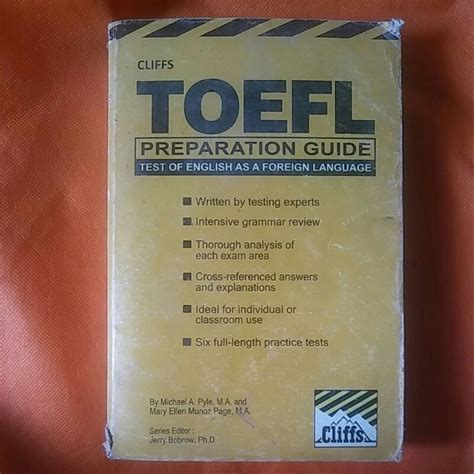 CLIFFS
TOEFL
PREPARATION GUIDE
TEST OF ENGLISH AS A FOREIGN LANGUAGE
Written by testing experts
Intensive grammar review
Thorough analysis of
each exam area
Cross-referenced answers
and explanations
Ideal for individual or
classroom use
Six full-length practice tests
By Michael A. Pyle, M.A. and
Mary Ellen Munoz Page, M.A.
Series Editor :
Jerry Bobrow, Ph.D.
Cliffs